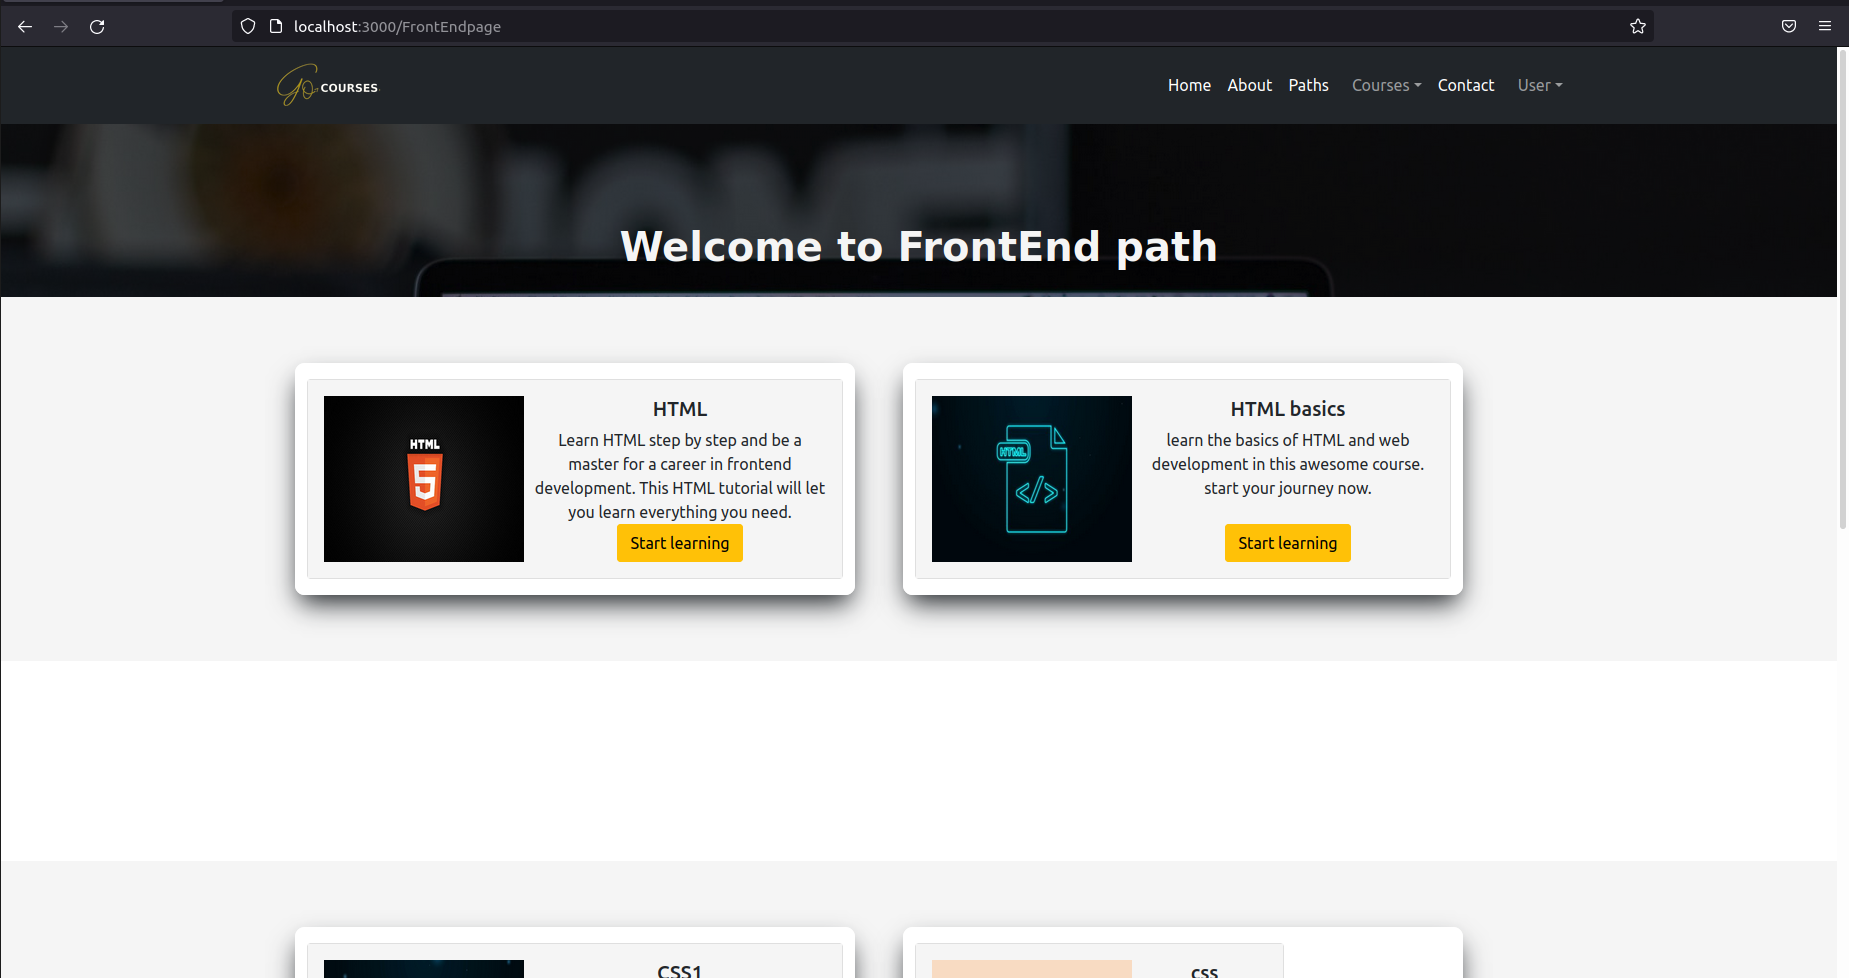 localhost:3000/FrontEndpage
Go COURSES
Home About Paths Courses Contact User
Welcome to FrontEnd path
HTML
5
HTML
Learn HTML step by step and be a
master for a career in frontend
development. This HTML tutorial will let
you learn everything you need.
Start learning
HTML
</>
HTML basics
learn the basics of HTML and web
development in this awesome course.
start your journey now.
Start learning
CSS1
css